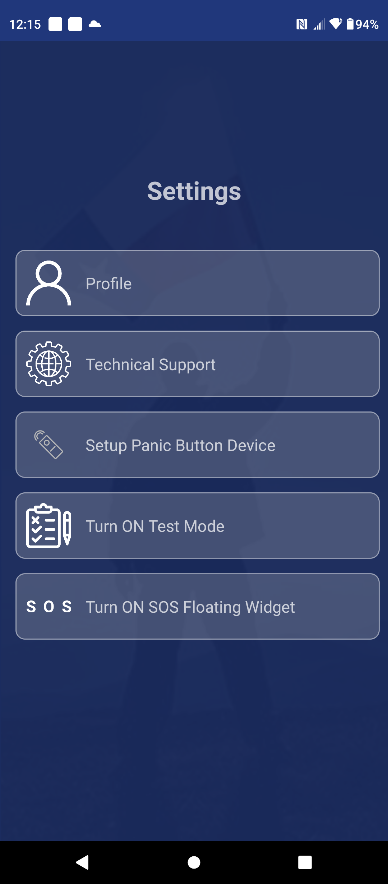 12:15 94%
Settings
Profile
Technical Support
Setup Panic Button Device
Turn ON Test Mode
S O S Turn ON SOS Floating Widget